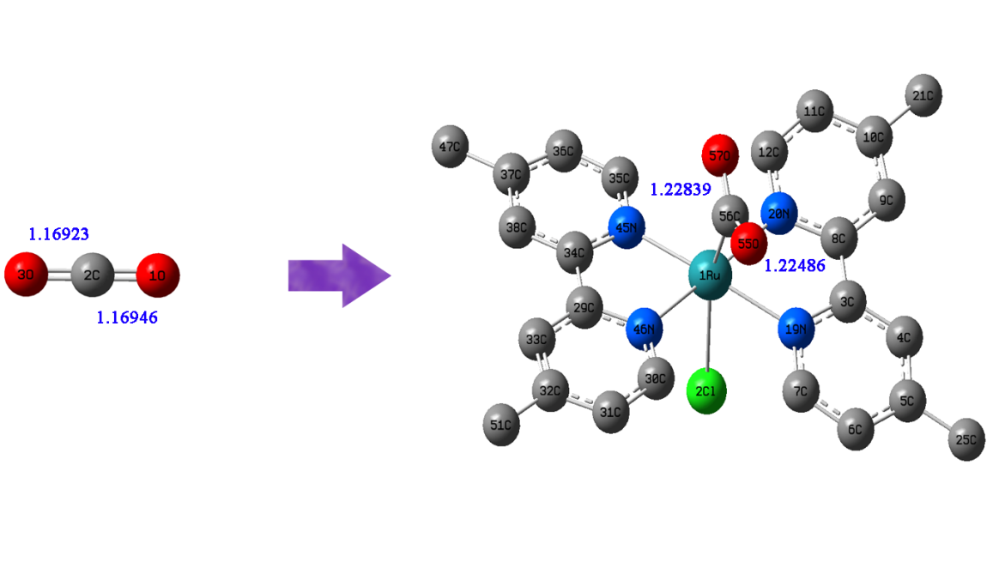 1.16923
3O
2C
1O
1.16946
47C
37C
36C
35C
38C
34C
45N
29C
46N
33C
32C
31C
30C
51C
57O
1.22839
56C
55O
1.22486
1Ru
2Cl
21C
11C
10C
12C
9C
20N
8C
3C
19N
4C
7C
5C
6C
25C